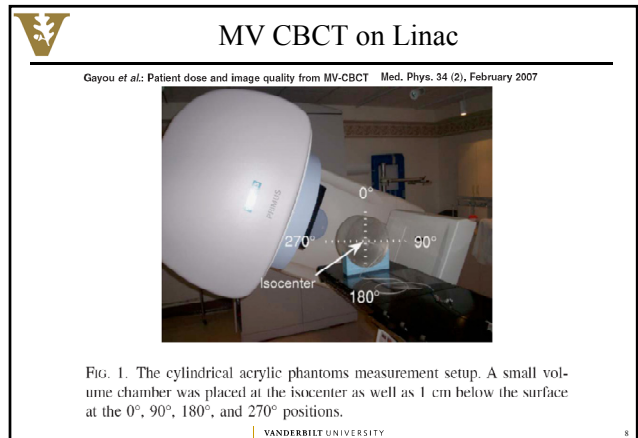 MV CBCT on Linac
Gayou et al.: Patient dose and image quality from MV-CBCT Med. Phys. 34 (2), February 2007
PRIMUS
0°
270°
90°
Isocenter
180°
FIG. 1. The cylindrical acrylic phantoms measurement setup. A small vol-
ume chamber was placed at the isocenter as well as 1 cm below the surface
at the 0°, 90°, 180°, and 270° positions.
VANDERBILT UNIVERSITY
8